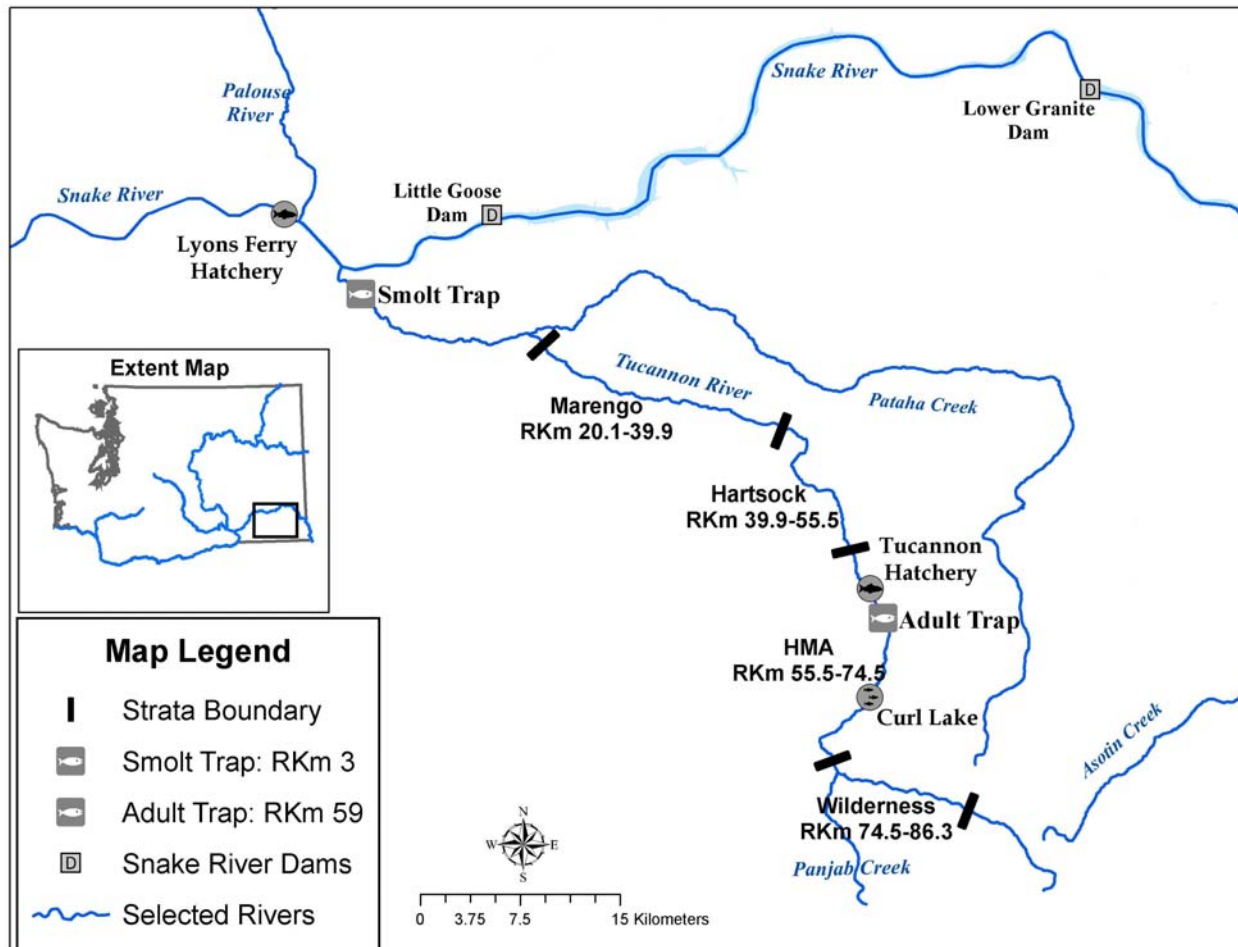 Palouse
River
Snake River
Lower Granite
Dam
D
Snake River
Little Goose
Dam
D
Lyons Ferry
Hatchery
Smolt Trap
Extent Map
Tucannon River
Marengo
RKm 20.1-39.9
Pataha Creek
Hartsock
RKm 39.9-55.5
Tucannon
Hatchery
Adult Trap
HMA
RKm 55.5-74.5
Curl Lake
Asotin Creek
Wilderness
RKm 74.5-86.3
Panjab Creek
Map Legend
Strata Boundary
Smolt Trap: RKm 3
Adult Trap: RKm 59
D Snake River Dams
Selected Rivers
N
W E
S
0 3.75 7.5 15 Kilometers